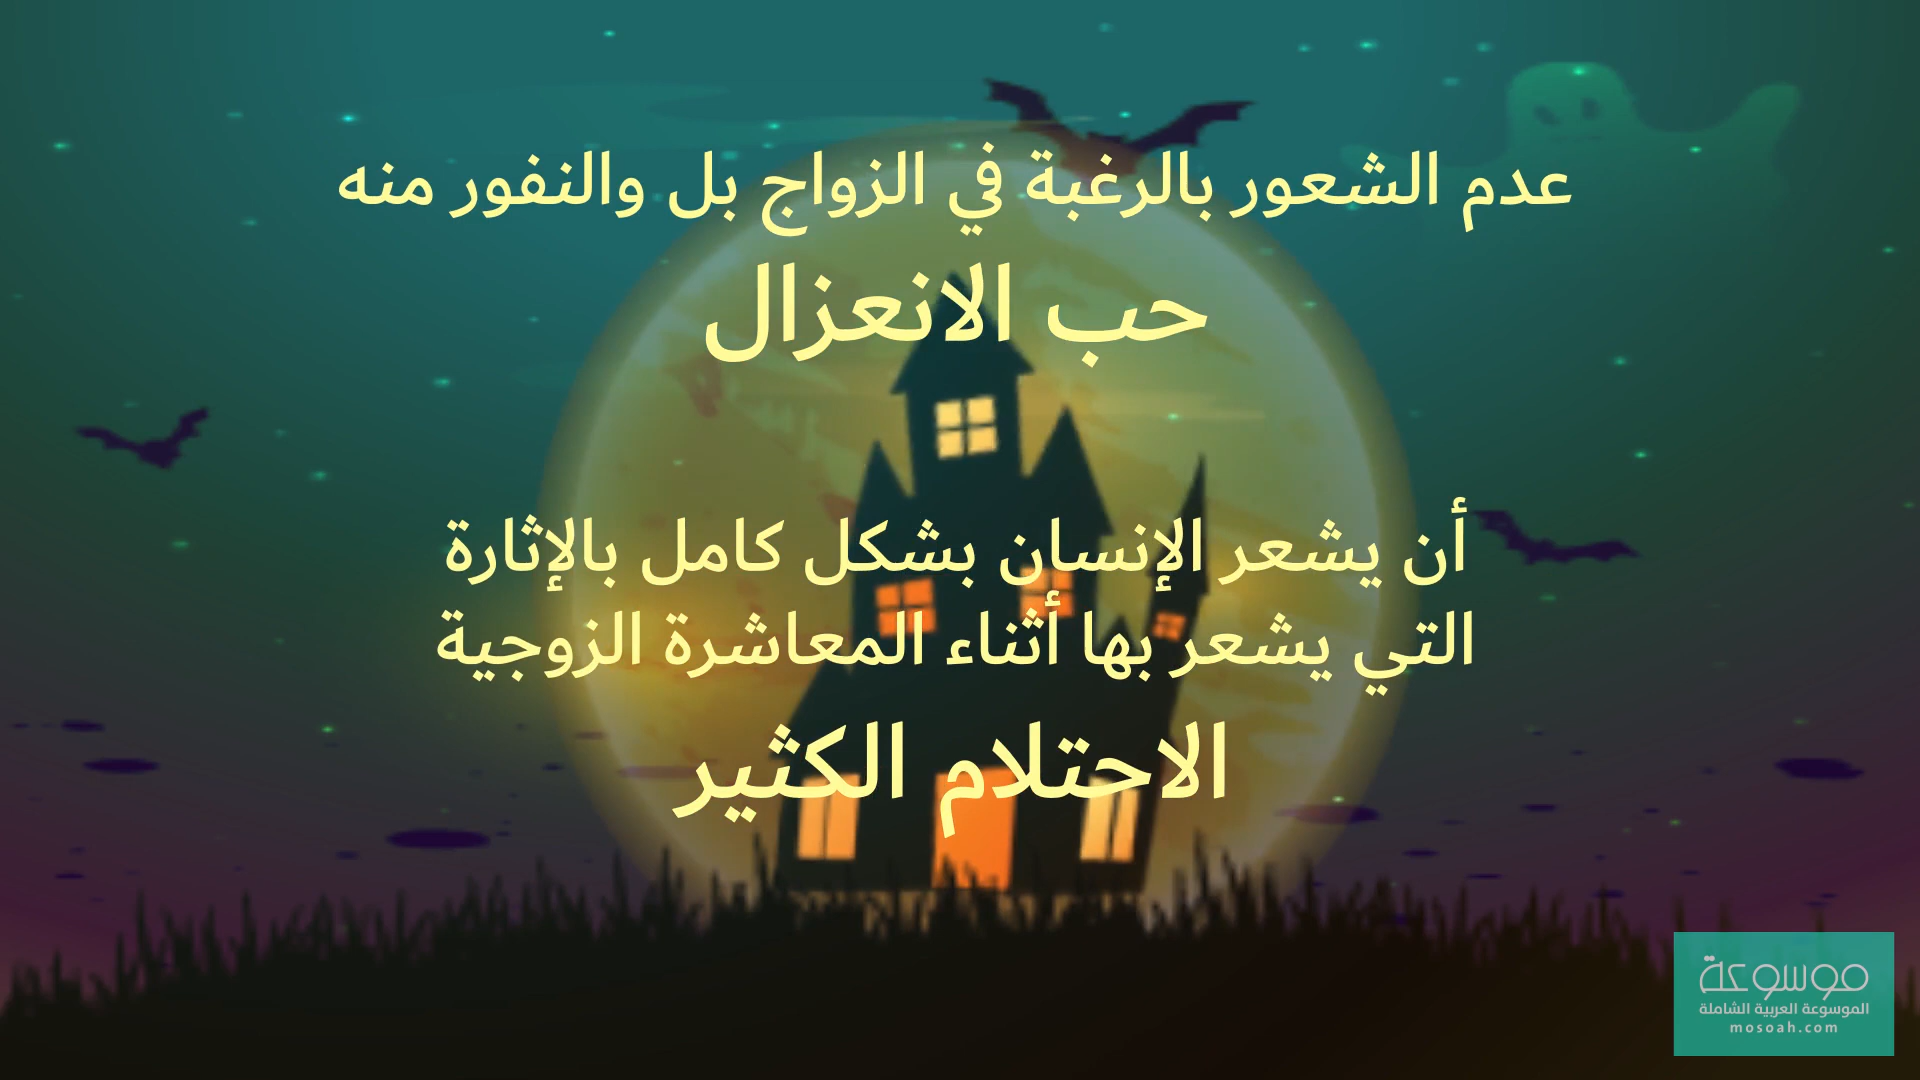 عدم الشعور بالرغبة في الزواج بل والنفور منه
حب الانعزال
أن يشعر الإنسان بشكل كامل بالإثارة
التي يشعر بها أثناء المعاشرة الزوجية
الاحتلام الكثير
موسوعة
الموسوعة العربية الشاملة
mosoah.com